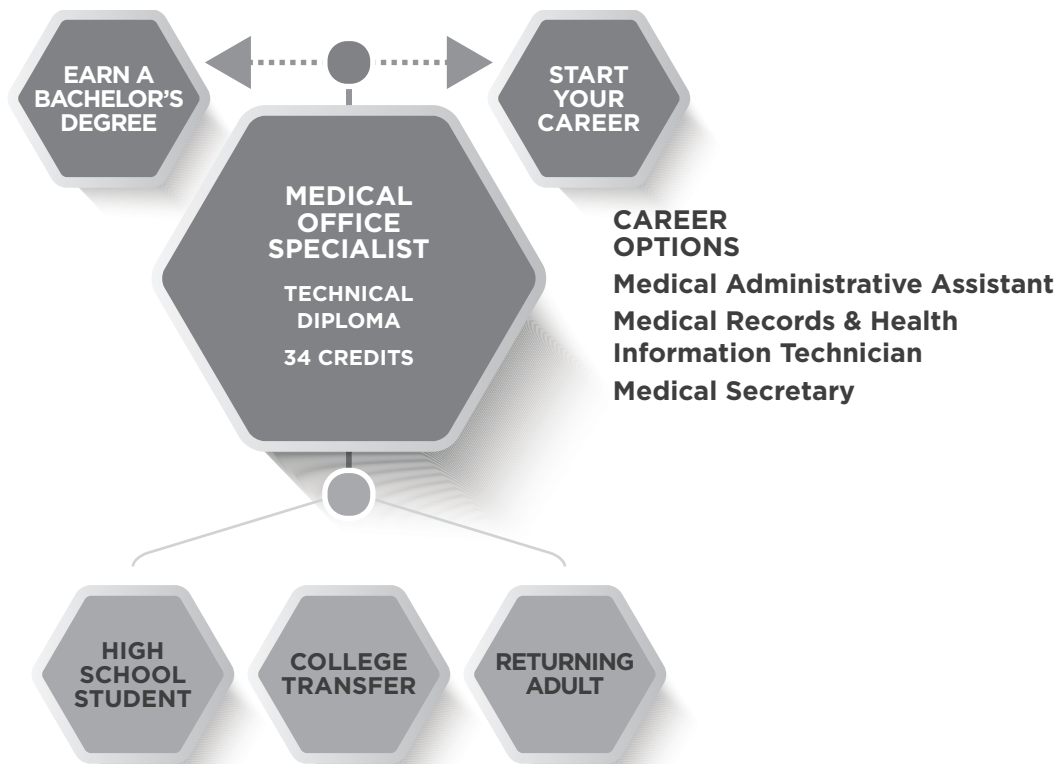 EARN A
BACHELOR'S
DEGREE
START
YOUR
CAREER
MEDICAL
OFFICE
SPECIALIST
TECHNICAL
DIPLOMA
34 CREDITS
CAREER
OPTIONS
Medical Administrative Assistant
Medical Records & Health
Information Technician
Medical Secretary
HIGH
SCHOOL
STUDENT
COLLEGE
TRANSFER
RETURNING
ADULT